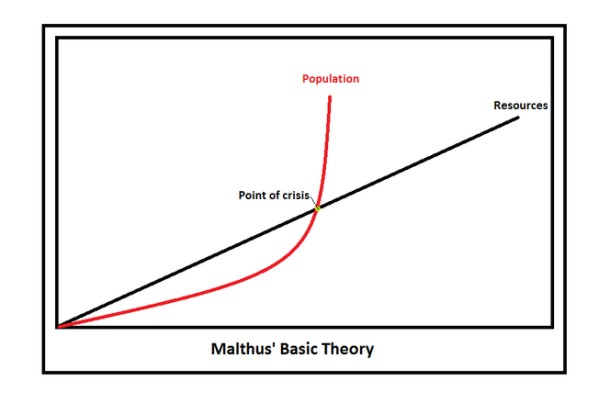 Population
Resources
Point of crisis
Malthus' Basic Theory